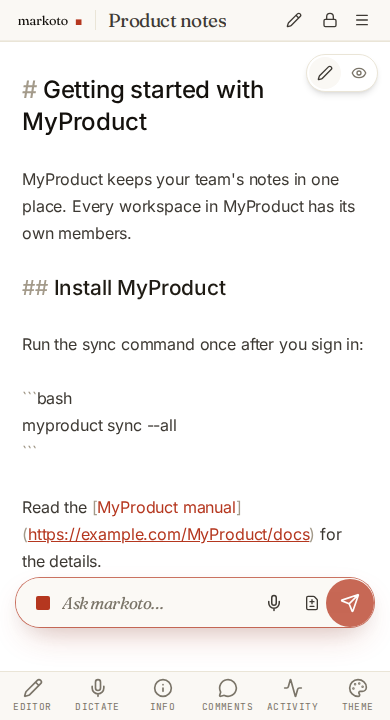 markoto
Product notes
# Getting started with
MyProduct
MyProduct keeps your team's notes in one
place. Every workspace in MyProduct has its
own members.
## Install MyProduct
Run the sync command once after you sign in:
```bash
myproduct sync --all
```
Read the [MyProduct manual]
(https://example.com/MyProduct/docs) for
the details.
Ask markoto...
EDITOR DICTATE INFO COMMENTS ACTIVITY THEME